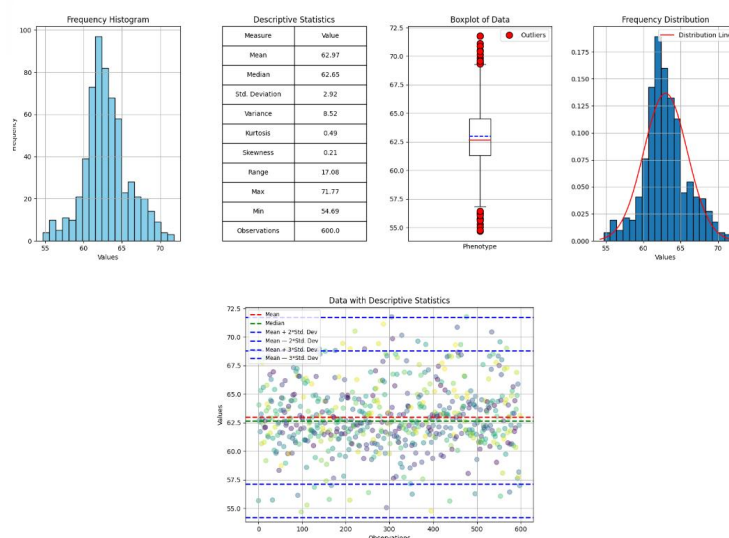 Frequency Histogram
100
80
60
40
20
0
55
60
65
70
Values
Descriptive Statistics
Measure Value
Mean 62.97
Median 62.65
Std. Deviation 2.92
Variance 8.52
Kurtosis 0.49
Skewness 0.21
Range 17.08
Max 71.77
Min 54.69
Observations 600.0
Boxplot of Data
Outliers
72.5
70.0
67.5
65.0
62.5
60.0
57.5
55.0
Phenotype
Frequency Distribution
Distribution Line
0.175
0.150
0.125
0.100
0.075
0.050
0.025
0.000
55
60
65
70
Values
Data with Descriptive Statistics
Mean
Median
Mean + 2*Std. Dev
Mean — 2*Std. Dev
Mean + 3*Std. Dev
Mean — 3*Std. Dev
72.5
70.0
67.5
65.0
62.5
60.0
57.5
55.0
Values
0
100
200
300
400
500
600
Observations